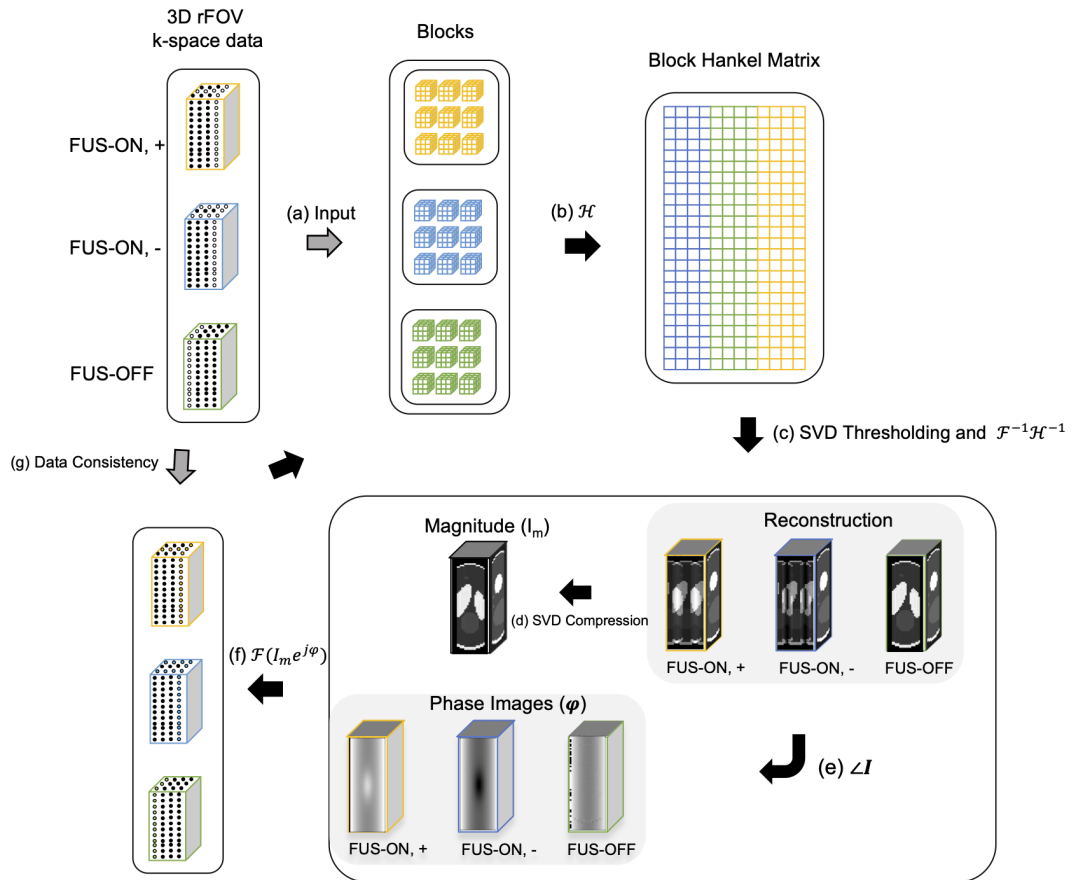 3D rFOV
k-space data
Blocks
Block Hankel Matrix
FUS-ON, +
FUS-ON, -
FUS-OFF
(a) Input
(b) ℋ
(c) SVD Thresholding and ℱ⁻¹ℋ⁻¹
(g) Data Consistency
Magnitude (Iₘ)
Reconstruction
(d) SVD Compression
FUS-ON, +
FUS-ON, -
FUS-OFF
(f) ℱ(Iₘe^{jφ})
Phase Images (φ)
(e) ∠I
FUS-ON, +
FUS-ON, -
FUS-OFF